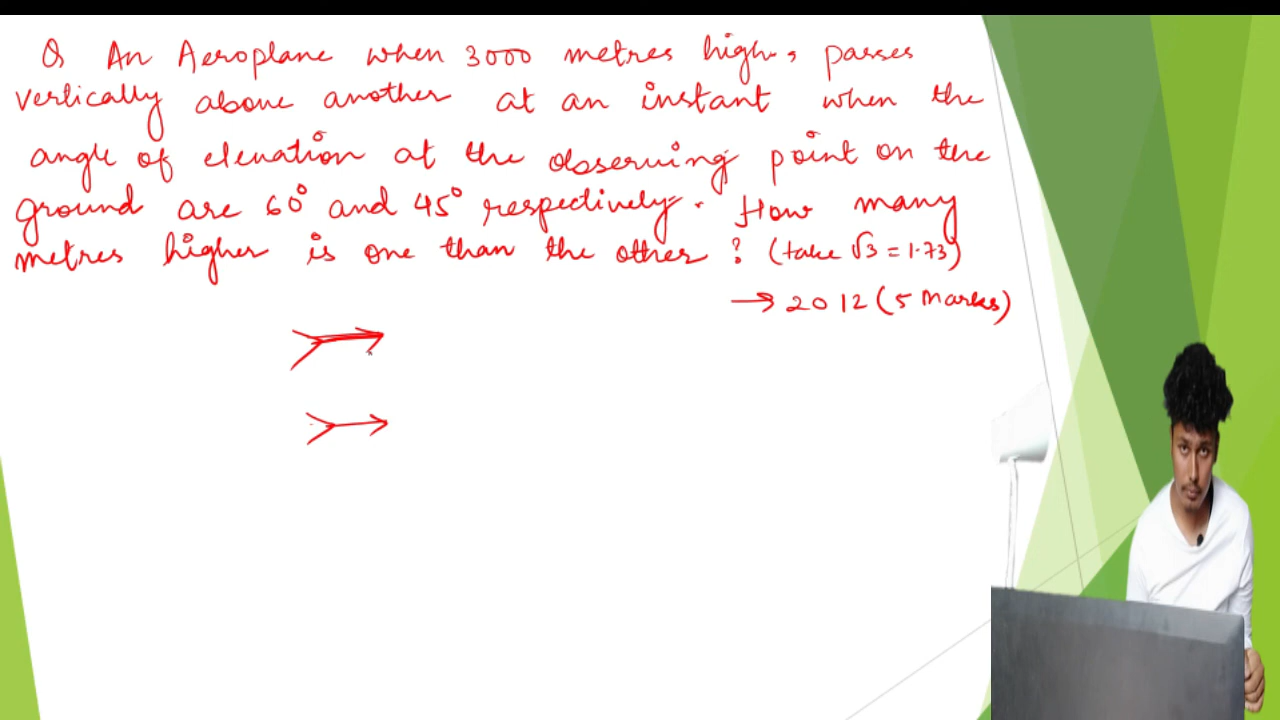 Q An Aeroplane when 3000 metres high, passes
vertically above another at an instant when the
angle of elevation at the observing point on the
ground are 60° and 45° respectively. How many
metres higher is one than the other ? (take √3 = 1.73)
→ 2012 (5 Marks)